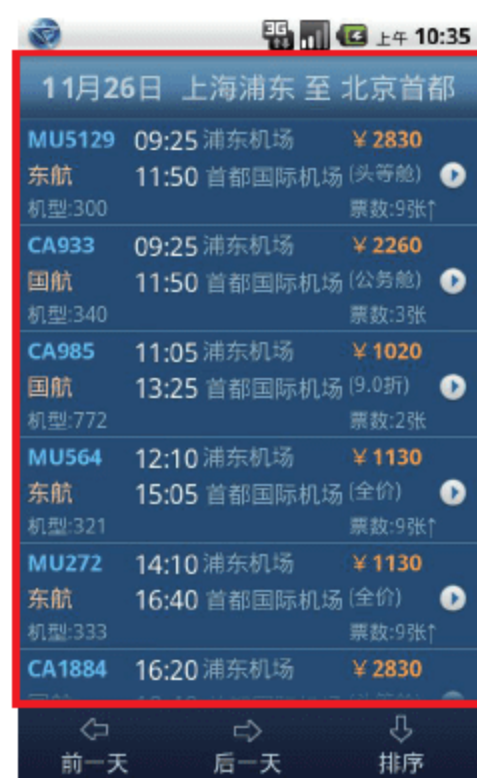 3G 上午 10:35
11月26日 上海浦东 至 北京首都
MU5129 09:25 浦东机场 ￥2830
东航 11:50 首都国际机场 (头等舱)
机型:300 票数:9张↑
CA933 09:25 浦东机场 ￥2260
国航 11:50 首都国际机场 (公务舱)
机型:340 票数:3张
CA985 11:05 浦东机场 ￥1020
国航 13:25 首都国际机场 (9.0折)
机型:772 票数:2张
MU564 12:10 浦东机场 ￥1130
东航 15:05 首都国际机场 (全价)
机型:321 票数:9张↑
MU272 14:10 浦东机场 ￥1130
东航 16:40 首都国际机场 (全价)
机型:333 票数:9张↑
CA1884 16:20 浦东机场 ￥2830
前一天 后一天 排序